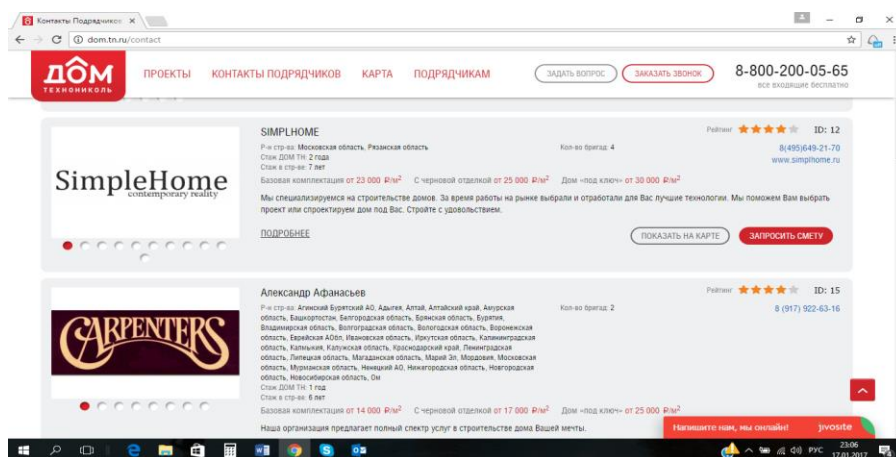 Контакты Подрядчиков
dom.tn.ru/contact
ДОМ
ТЕХНОНИКОЛЬ
ПРОЕКТЫ КОНТАКТЫ ПОДРЯДЧИКОВ КАРТА ПОДРЯДЧИКАМ
ЗАДАТЬ ВОПРОС
ЗАКАЗАТЬ ЗВОНОК
8-800-200-05-65
все входящие бесплатно
SimpleHome
contemporary reality
SIMPLHOME
Рейтинг ID: 12
Р-н стр-ва: Московская область, Рязанская область
Кол-во бригад: 4
8(495)649-21-70
Стаж ДОМ ТН: 2 года
www.simplhome.ru
Стаж в стр-ве: 7 лет
Базовая комплектация от 23 000 ₽/м² С черновой отделкой от 25 000 ₽/м² Дом «под ключ» от 30 000 ₽/м²
Мы специализируемся на строительстве домов. За время работы на рынке выбрали и отработали для Вас лучшие технологии. Мы поможем Вам выбрать
проект или спроектируем дом под Вас. Стройте с удовольствием.
ПОДРОБНЕЕ
ПОКАЗАТЬ НА КАРТЕ
ЗАПРОСИТЬ СМЕТУ
CARPENTERS
Александр Афанасьев
Рейтинг ID: 15
Р-н стр-ва: Агинский Бурятский АО, Адыгея, Алтай, Алтайский край, Амурская
Кол-во бригад: 2
8 (917) 922-63-16
область, Башкортостан, Белгородская область, Брянская область, Бурятия,
Владимирская область, Волгоградская область, Вологодская область, Воронежская
область, Еврейская АОбл, Ивановская область, Иркутская область, Калининградская
область, Калмыкия, Калужская область, Краснодарский край, Ленинградская
область, Липецкая область, Магаданская область, Марий Эл, Мордовия, Московская
область, Мурманская область, Ненецкий АО, Нижегородская область, Новгородская
область, Новосибирская область, Ом
Стаж ДОМ ТН: 1 год
Стаж в стр-ве: 6 лет
Базовая комплектация от 14 000 ₽/м² С черновой отделкой от 17 000 ₽/м² Дом «под ключ» от 25 000 ₽/м²
Наша организация предлагает полный спектр услуг в строительстве дома Вашей мечты.
Напишите нам, мы онлайн!
jivosite
РУС
23:06
17.01.2017